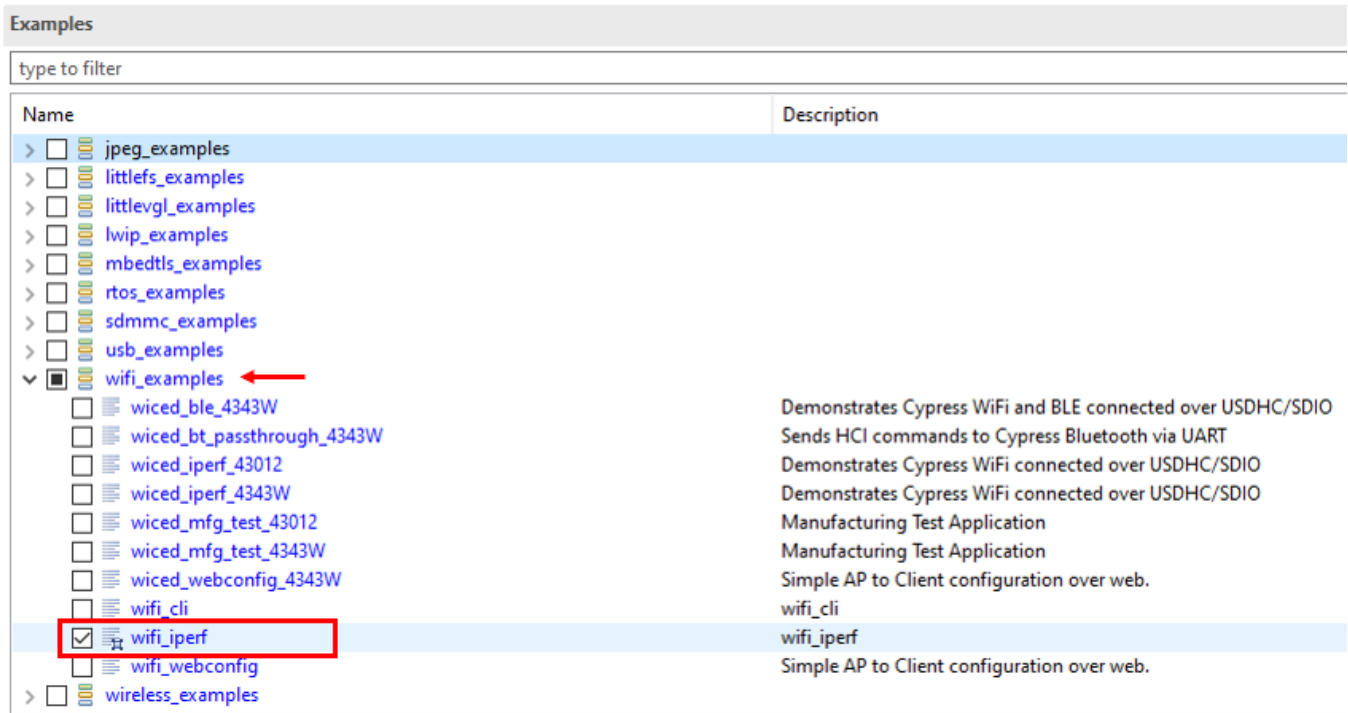 Examples
type to filter
Name Description
jpeg_examples
littlefs_examples
littlevgl_examples
lwip_examples
mbedtls_examples
rtos_examples
sdmmc_examples
usb_examples
wifi_examples
wiced_ble_4343W Demonstrates Cypress WiFi and BLE connected over USDHC/SDIO
wiced_bt_passthrough_4343W Sends HCI commands to Cypress Bluetooth via UART
wiced_iperf_43012 Demonstrates Cypress WiFi connected over USDHC/SDIO
wiced_iperf_4343W Demonstrates Cypress WiFi connected over USDHC/SDIO
wiced_mfg_test_43012 Manufacturing Test Application
wiced_mfg_test_4343W Manufacturing Test Application
wiced_webconfig_4343W Simple AP to Client configuration over web.
wifi_cli wifi_cli
wifi_iperf wifi_iperf
wifi_webconfig Simple AP to Client configuration over web.
wireless_examples